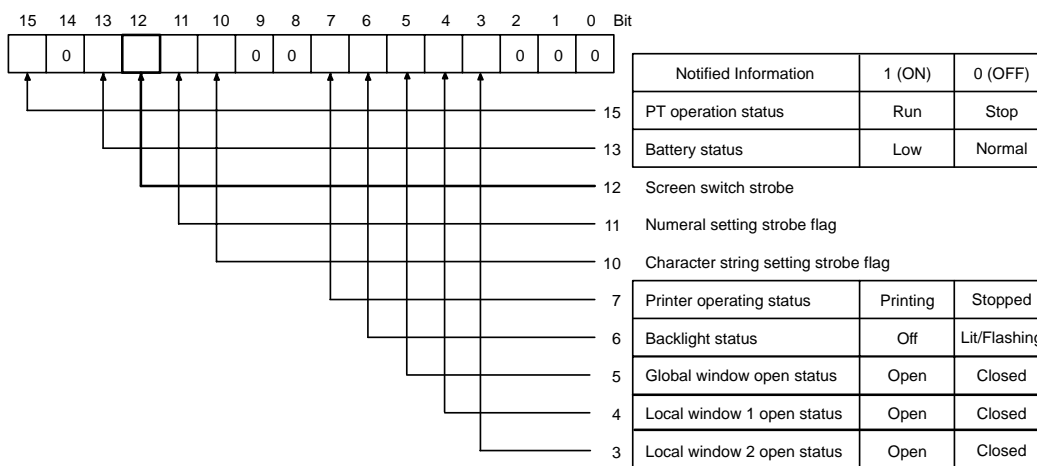 15 14 13 12 11 10 9 8 7 6 5 4 3 2 1 0 Bit
0 0 0 0 0 0
Notified Information 1 (ON) 0 (OFF)
15 PT operation status Run Stop
13 Battery status Low Normal
12 Screen switch strobe
11 Numeral setting strobe flag
10 Character string setting strobe flag
7 Printer operating status Printing Stopped
6 Backlight status Off Lit/Flashing
5 Global window open status Open Closed
4 Local window 1 open status Open Closed
3 Local window 2 open status Open Closed